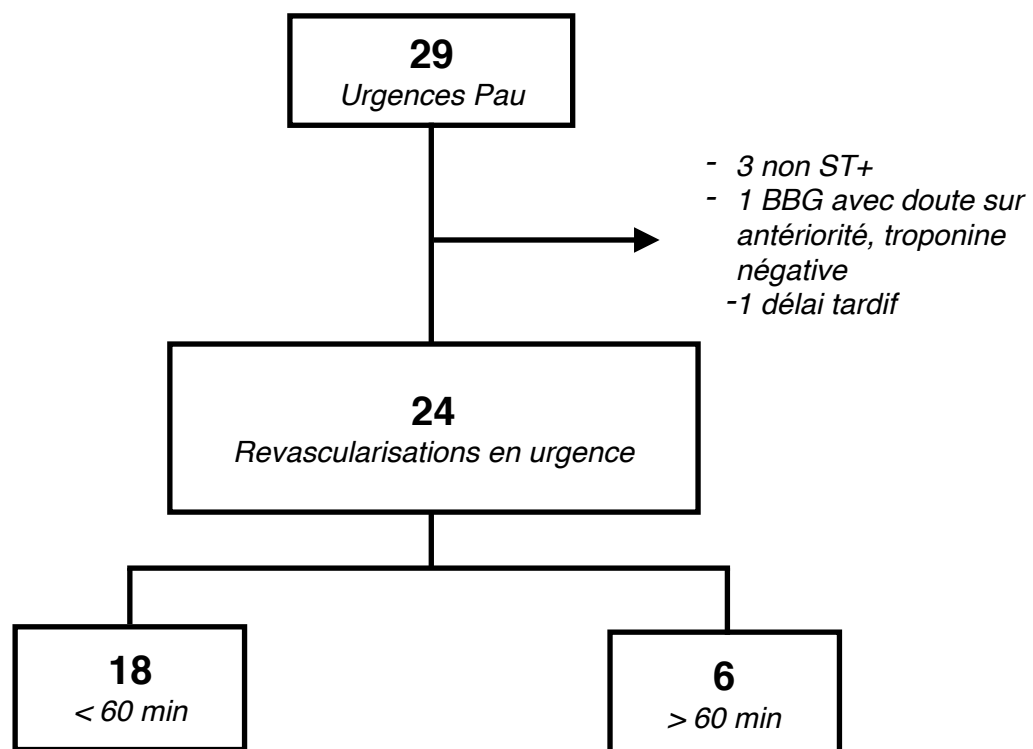 29
Urgences Pau
- 3 non ST+
- 1 BBG avec doute sur
antériorité, troponine
négative
-1 délai tardif
24
Revascularisations en urgence
18
< 60 min
6
> 60 min